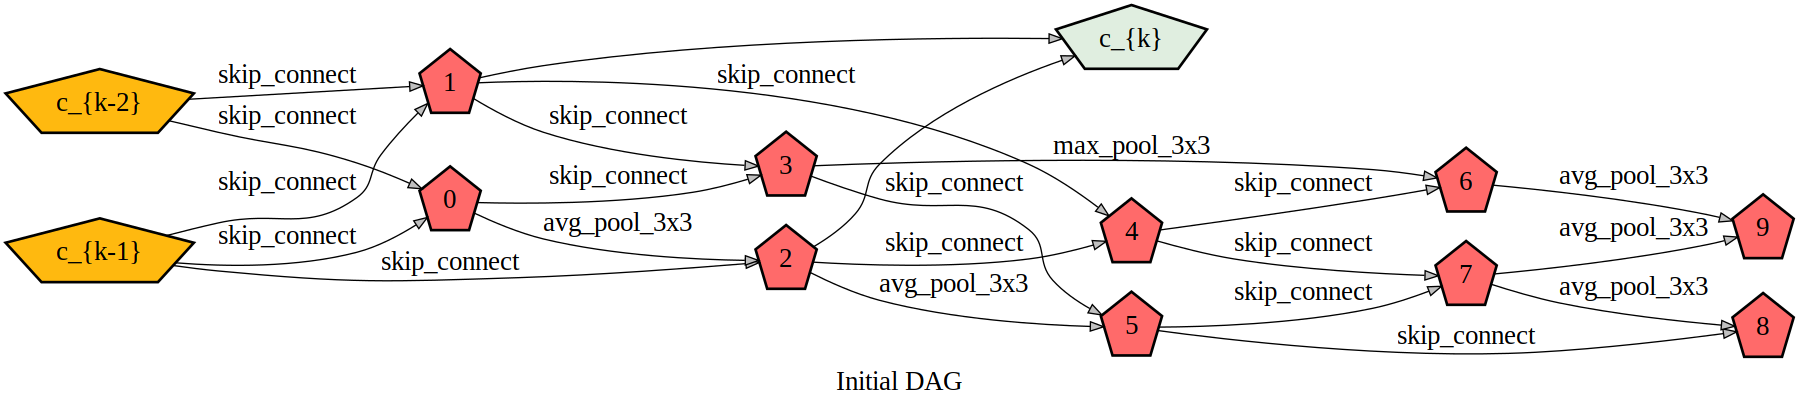 c_{k-2}
c_{k-1}
skip_connect
skip_connect
skip_connect
skip_connect
skip_connect
1
0
skip_connect
skip_connect
skip_connect
avg_pool_3x3
3
2
c_{k}
max_pool_3x3
skip_connect
skip_connect
avg_pool_3x3
4
5
skip_connect
skip_connect
skip_connect
skip_connect
6
7
avg_pool_3x3
avg_pool_3x3
avg_pool_3x3
9
8
Initial DAG